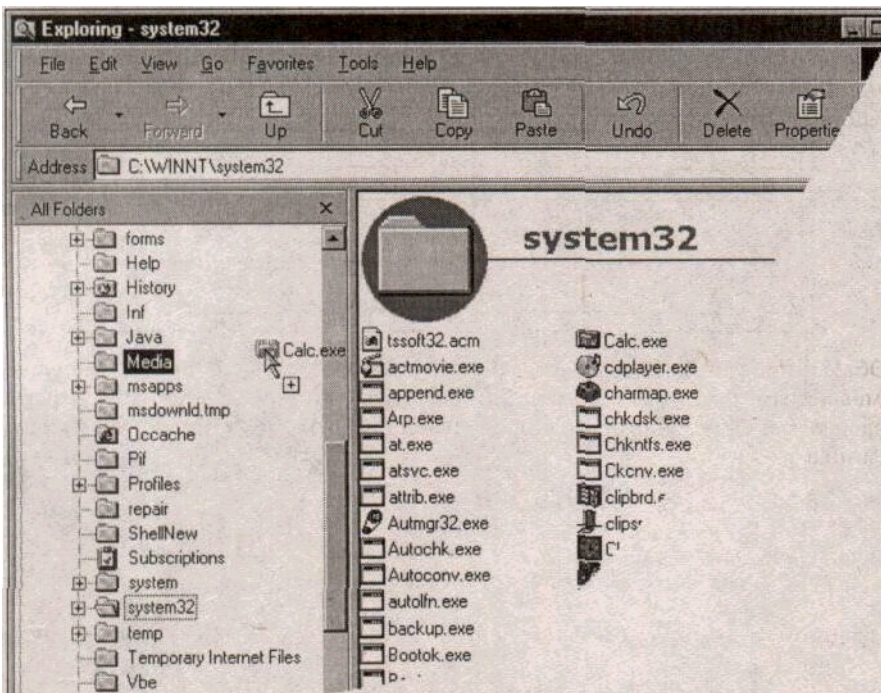 Exploring - system32
File Edit View Go Favorites Tools Help
Back Forward Up Cut Copy Paste Undo Delete Propertie
Address C:\WINNT\system32
All Folders
forms
Help
History
Inf
Java
Media
msapps
msdownld.tmp
Occache
Pif
Profiles
repair
ShellNew
Subscriptions
system
system32
temp
Temporary Internet Files
Vbe
Calc.exe
system32
tssoft32.acm
actmovie.exe
append.exe
Arp.exe
at.exe
atsvc.exe
attrib.exe
Autmgr32.exe
Autochk.exe
Autoconv.exe
autolfn.exe
backup.exe
Bootok.exe
Calc.exe
cdplayer.exe
charmap.exe
chkdsk.exe
Chkntfs.exe
Ckcnv.exe
clipbrd.
clips